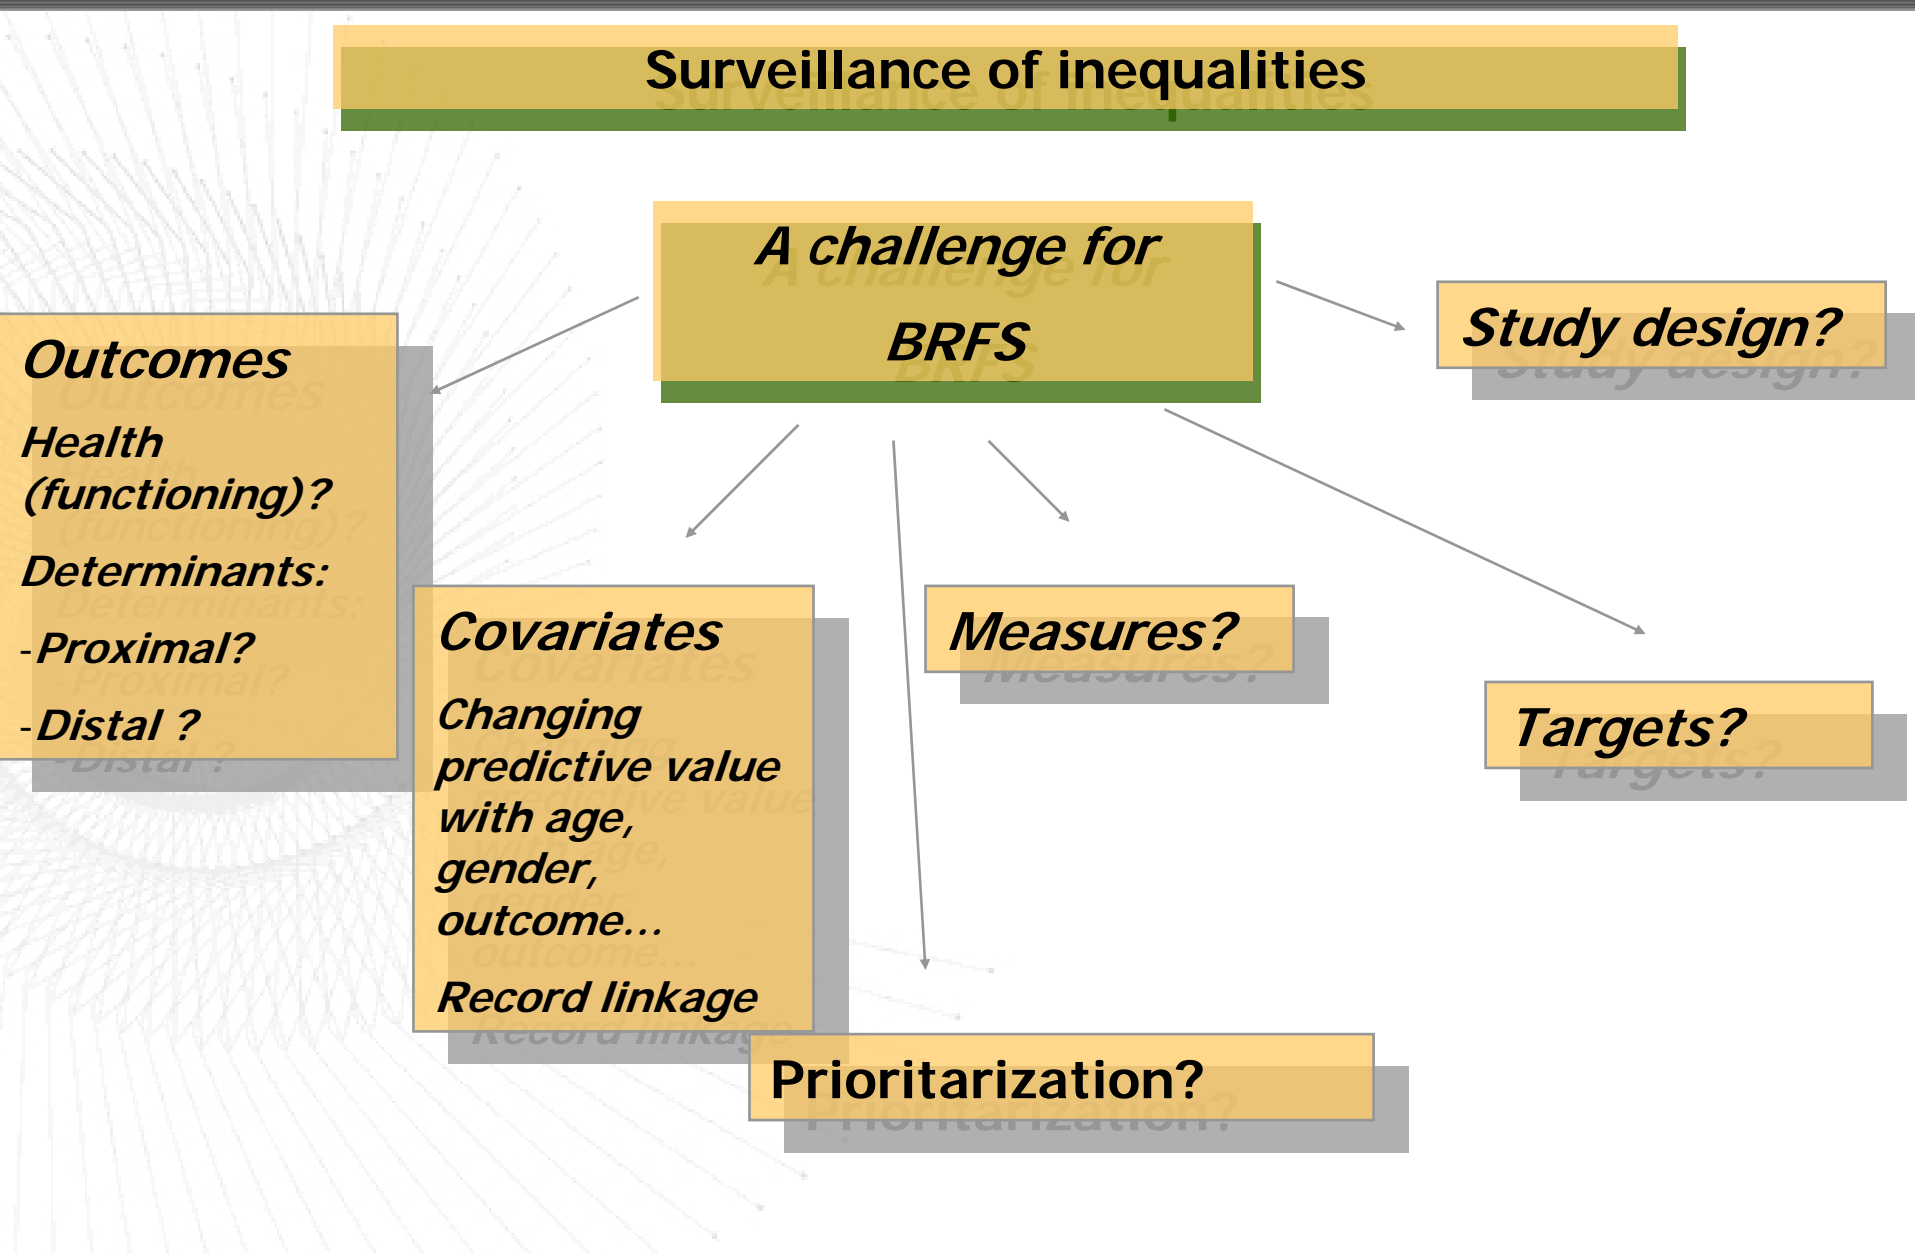 Surveillance of inequalities
A challenge for
BRFS
Study design?
Outcomes
Health
(functioning)?
Determinants:
-Proximal?
-Distal ?
Covariates
Changing
predictive value
with age,
gender,
outcome...
Record linkage
Measures?
Targets?
Prioritarization?